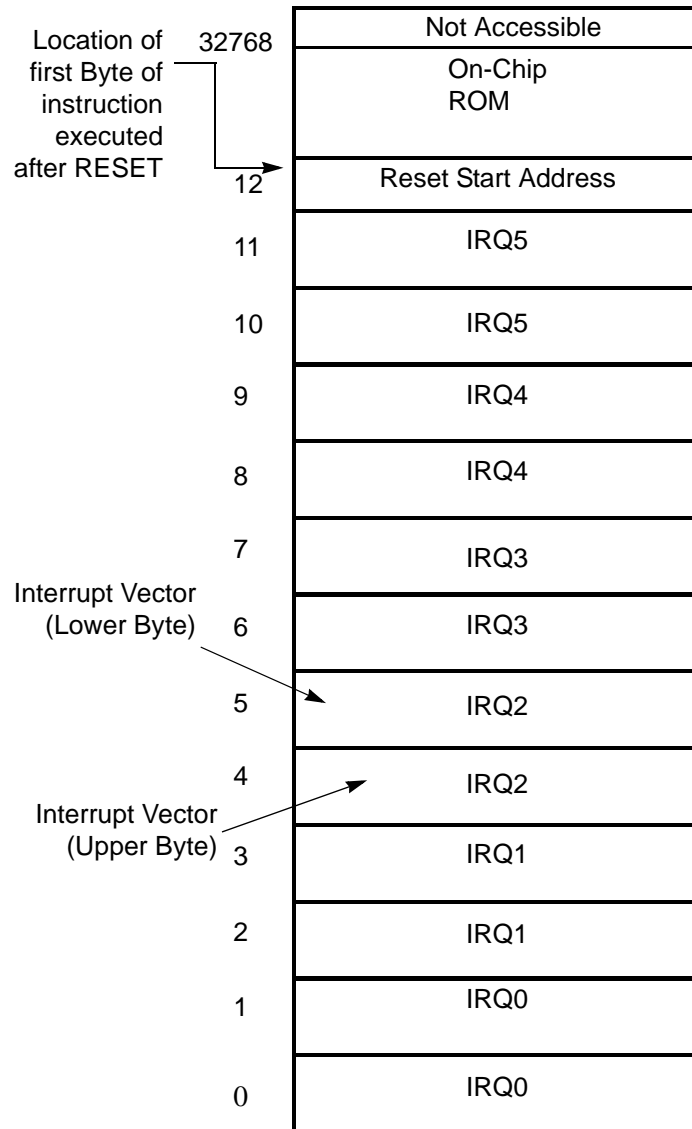 Not Accessible
Location of
first Byte of
instruction
executed
after RESET
32768
On-Chip
ROM
12
Reset Start Address
11
IRQ5
10
IRQ5
9
IRQ4
8
IRQ4
7
IRQ3
Interrupt Vector
(Lower Byte)
6
IRQ3
5
IRQ2
4
IRQ2
Interrupt Vector
(Upper Byte)
3
IRQ1
2
IRQ1
1
IRQ0
0
IRQ0